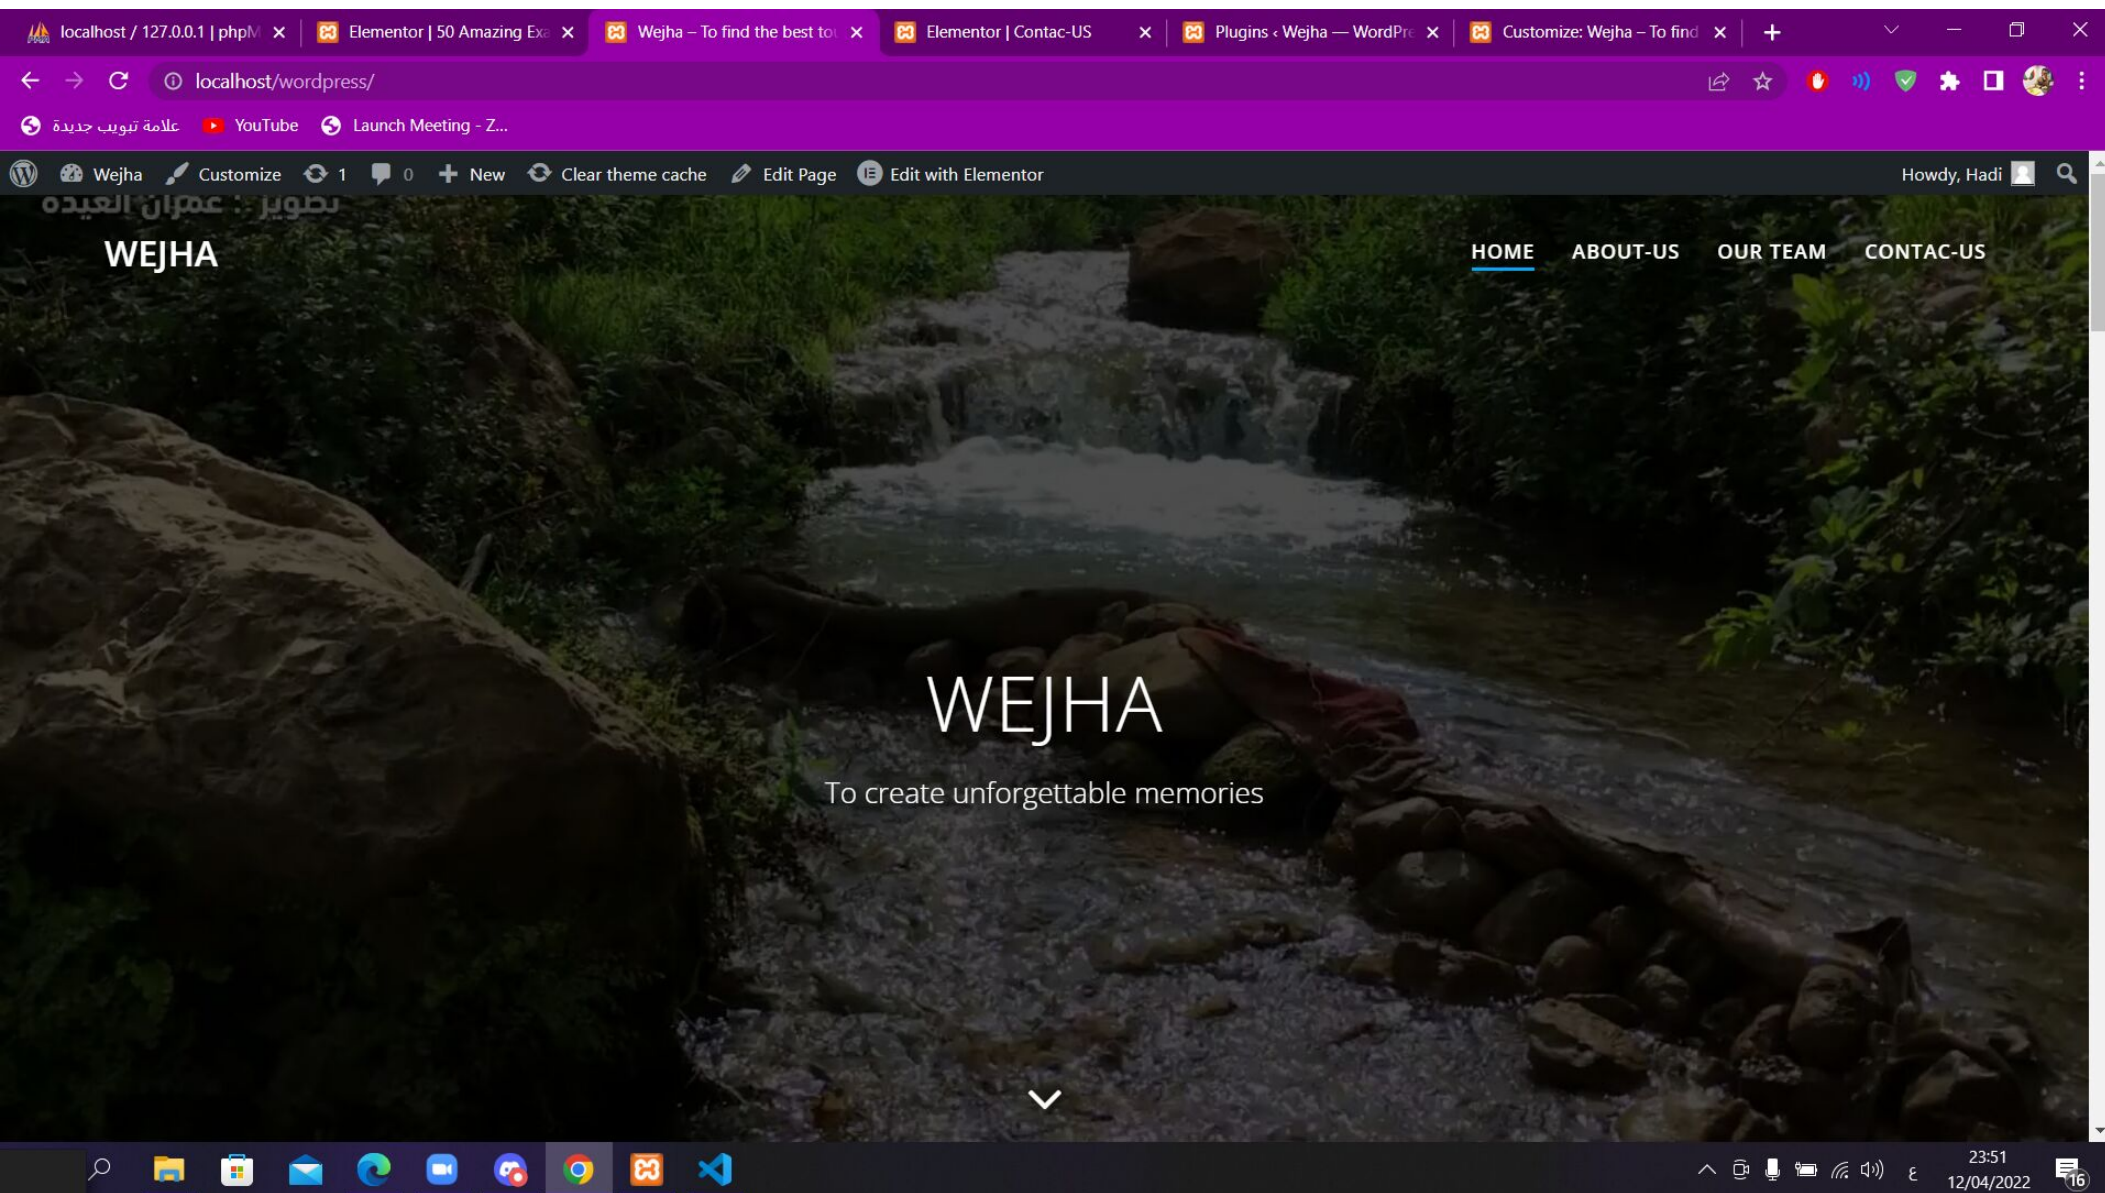 localhost / 127.0.0.1 | phpM
Elementor | 50 Amazing Exa
Wejha – To find the best tou
Elementor | Contac-US
Plugins ‹ Wejha — WordPre
Customize: Wejha – To find
localhost/wordpress/
علامة تبويب جديدة
YouTube
Launch Meeting - Z...
Wejha
Customize
1
0
New
Clear theme cache
Edit Page
Edit with Elementor
Howdy, Hadi
تصوير : عمران العيدة
WEJHA
HOME
ABOUT-US
OUR TEAM
CONTAC-US
WEJHA
To create unforgettable memories
ع
23:51
12/04/2022
16